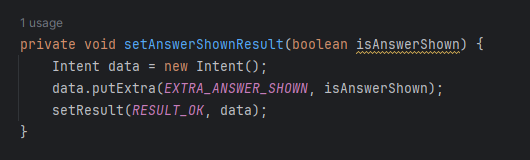 1 usage
private void setAnswerShownResult(boolean isAnswerShown) {
    Intent data = new Intent();
    data.putExtra(EXTRA_ANSWER_SHOWN, isAnswerShown);
    setResult(RESULT_OK, data);
}